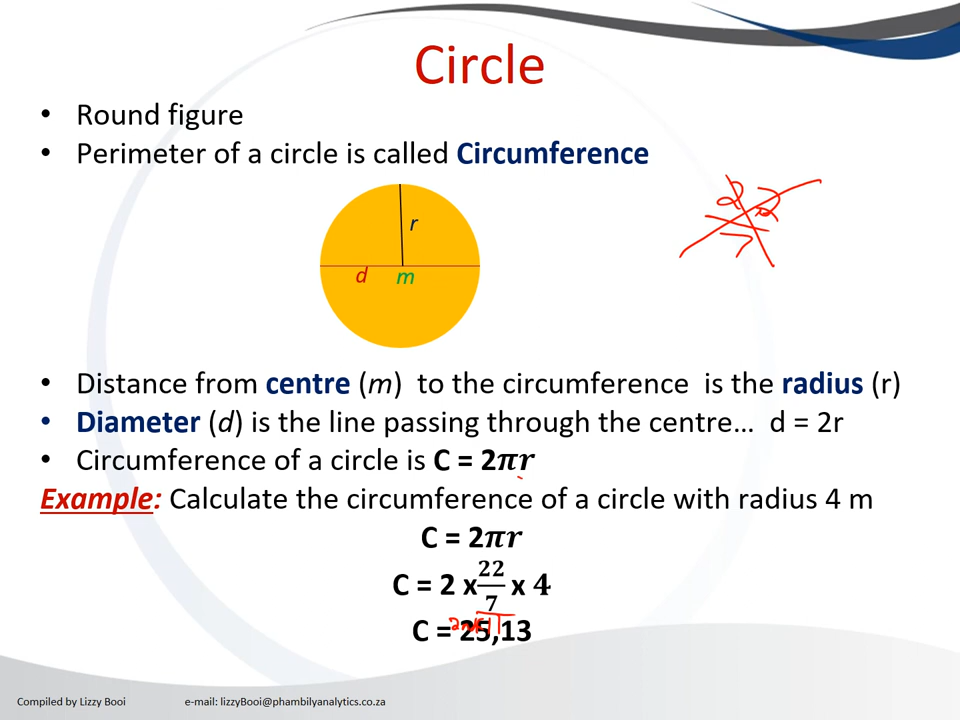 Circle
• Round figure
• Perimeter of a circle is called Circumference
22
7
r
d m
• Distance from centre (m) to the circumference is the radius (r)
• Diameter (d) is the line passing through the centre... d = 2r
• Circumference of a circle is C = 2πr
Example: Calculate the circumference of a circle with radius 4 m
C = 2πr
C = 2 x 22/7 x 4
C = 25,13
Compiled by Lizzy Booi e-mail: lizzyBooi@phambilyanalytics.co.za